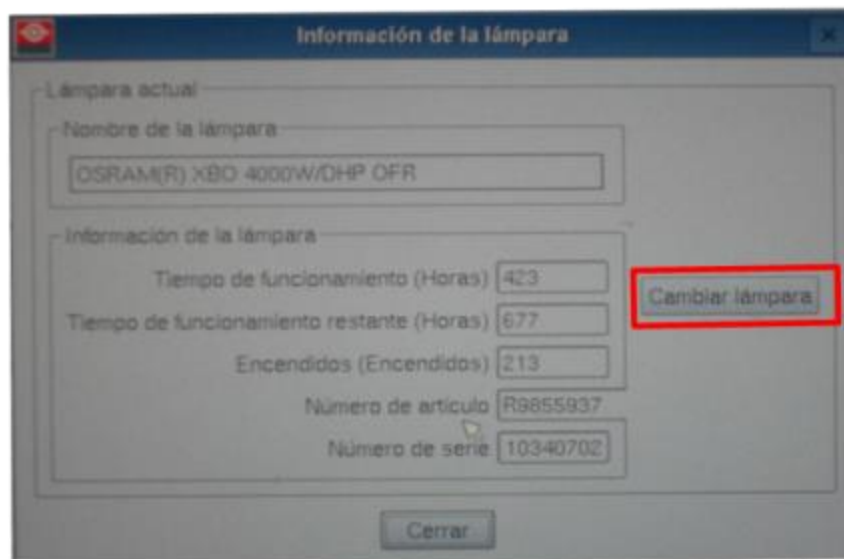 Información de la lámpara
Lámpara actual
Nombre de la lámpara
OSRAM(R) XBO 4000W/DHP OFR
Información de la lámpara
Tiempo de funcionamiento (Horas) 423
Cambiar lámpara
Tiempo de funcionamiento restante (Horas) 677
Encendidos (Encendidos) 213
Número de artículo R9855937
Número de serie 10340702
Cerrar